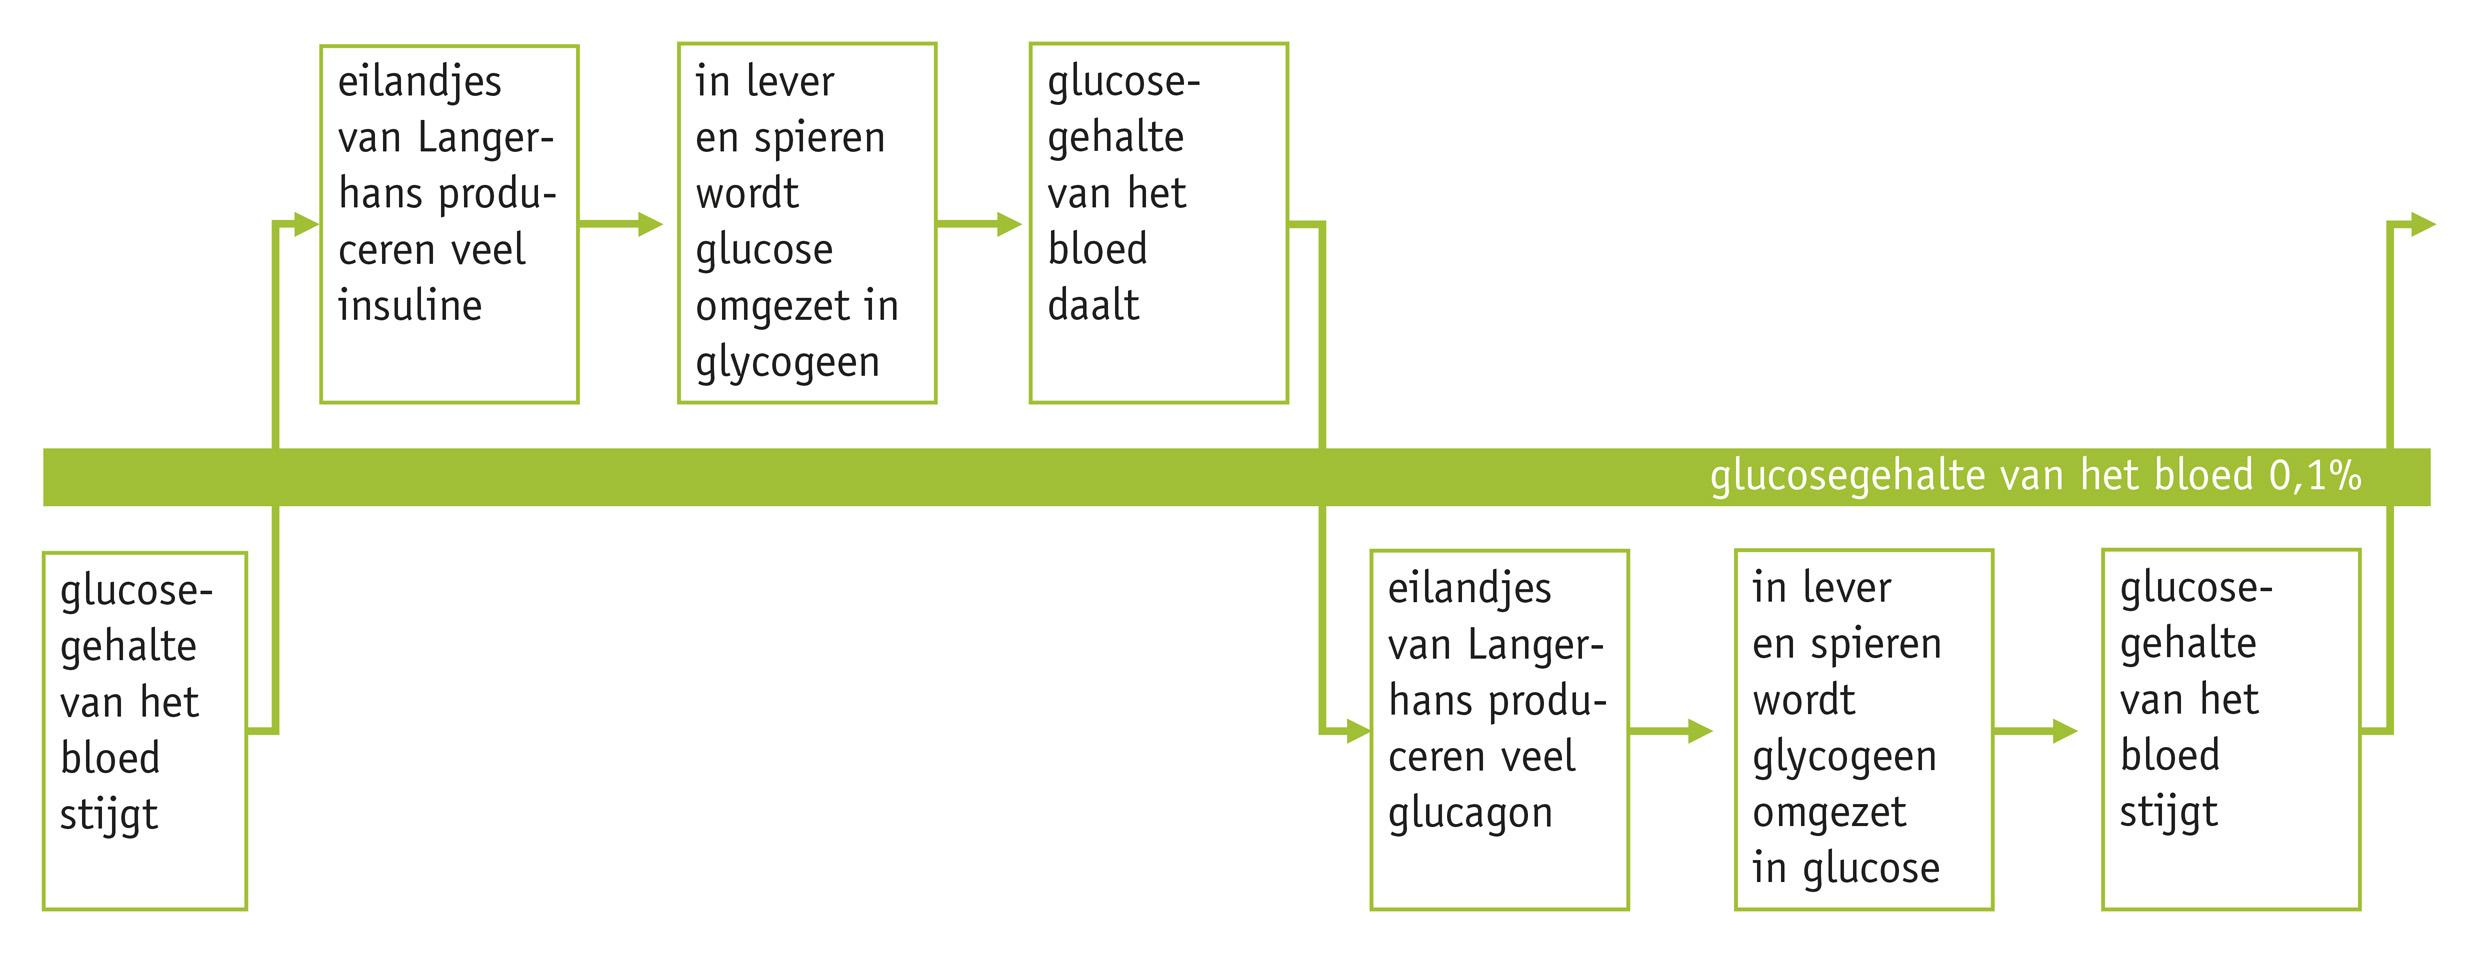 eilandjes
van Langer-
hans produ-
ceren veel
insuline
in lever
en spieren
wordt
glucose
omgezet in
glycogeen
glucose-
gehalte
van het
bloed
daalt
glucosegehalte van het bloed 0,1%
glucose-
gehalte
van het
bloed
stijgt
eilandjes
van Langer-
hans produ-
ceren veel
glucagon
in lever
en spieren
wordt
glycogeen
omgezet
in glucose
glucose-
gehalte
van het
bloed
stijgt